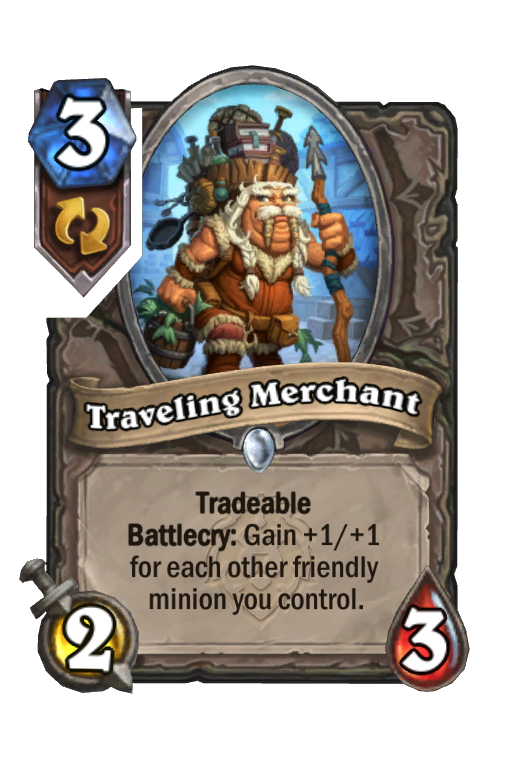 3
Traveling Merchant
Tradeable
Battlecry: Gain +1/+1
for each other friendly
minion you control.
2
3